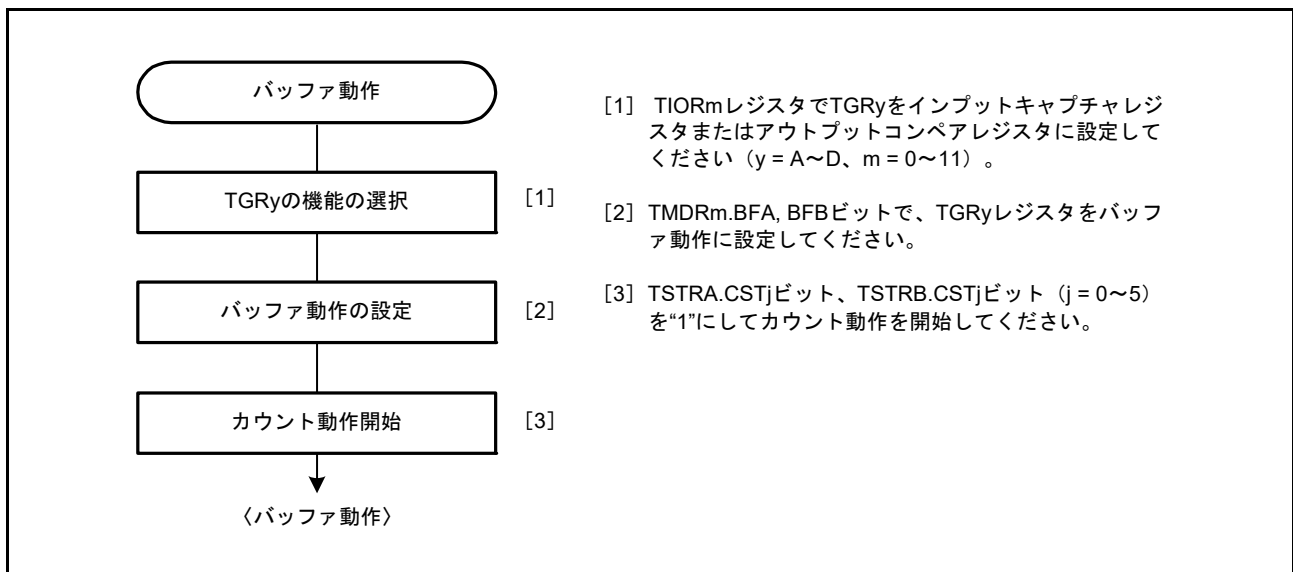 バッファ動作
TGRyの機能の選択
[1]
バッファ動作の設定
[2]
カウント動作開始
[3]
〈バッファ動作〉
[1] TIORmレジスタでTGRyをインプットキャプチャレジ
スタまたはアウトプットコンペアレジスタに設定して
ください（y = A～D、m = 0～11）。
[2] TMDRm.BFA, BFBビットで、TGRyレジスタをバッフ
ァ動作に設定してください。
[3] TSTRA.CSTjビット、TSTRB.CSTjビット（j = 0～5）
を“1”にしてカウント動作を開始してください。